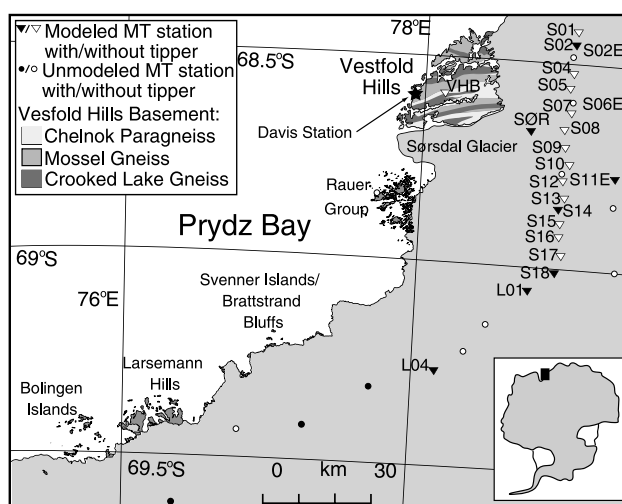 ▼/▽ Modeled MT station
with/without tipper
●/○ Unmodeled MT station
with/without tipper
Vesfold Hills Basement:
Chelnok Paragneiss
Mossel Gneiss
Crooked Lake Gneiss
78°E
68.5°S
Vestfold
Hills
VHB
Davis Station
Sørsdal Glacier
S01
S02
S02E
S04
S05
S06E
S07
SØR
S08
S09
S10
S12
S11E
S13
S14
S15
S16
S17
S18
L01
Rauer
Group
Prydz Bay
69°S
76°E
Svenner Islands/
Brattstrand
Bluffs
L04
Larsemann
Hills
Bolingen
Islands
69.5°S
0 km 30